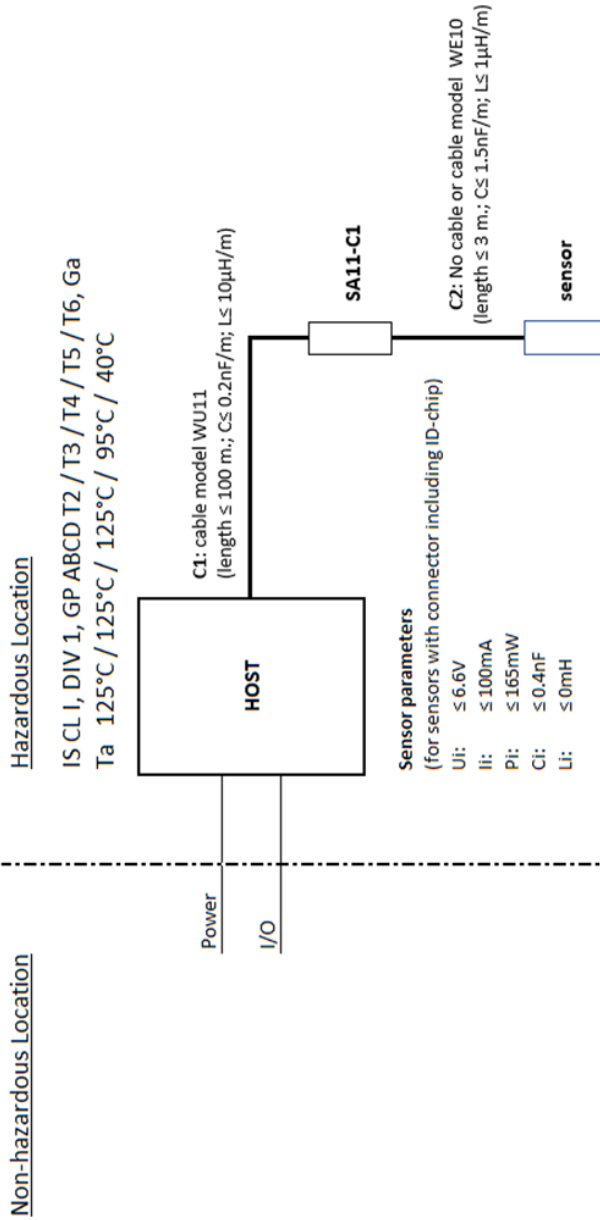 Non-hazardous Location
Hazardous Location
IS CL I, DIV 1, GP ABCD T2 / T3 / T4 / T5 / T6, Ga
Ta 125°C / 125°C / 125°C / 95°C / 40°C
Power
I/O
HOST
C1: cable model WU11
(length ≤ 100 m.; C≤ 0.2nF/m; L≤ 10µH/m)
SA11-C1
C2: No cable or cable model WE10
(length ≤ 3 m.; C≤ 1.5nF/m; L≤ 1µH/m)
sensor
Sensor parameters
(for sensors with connector including ID-chip)
Ui: ≤ 6.6V
Ii: ≤ 100mA
Pi: ≤ 165mW
Ci: ≤ 0.4nF
Li: ≤ 0mH